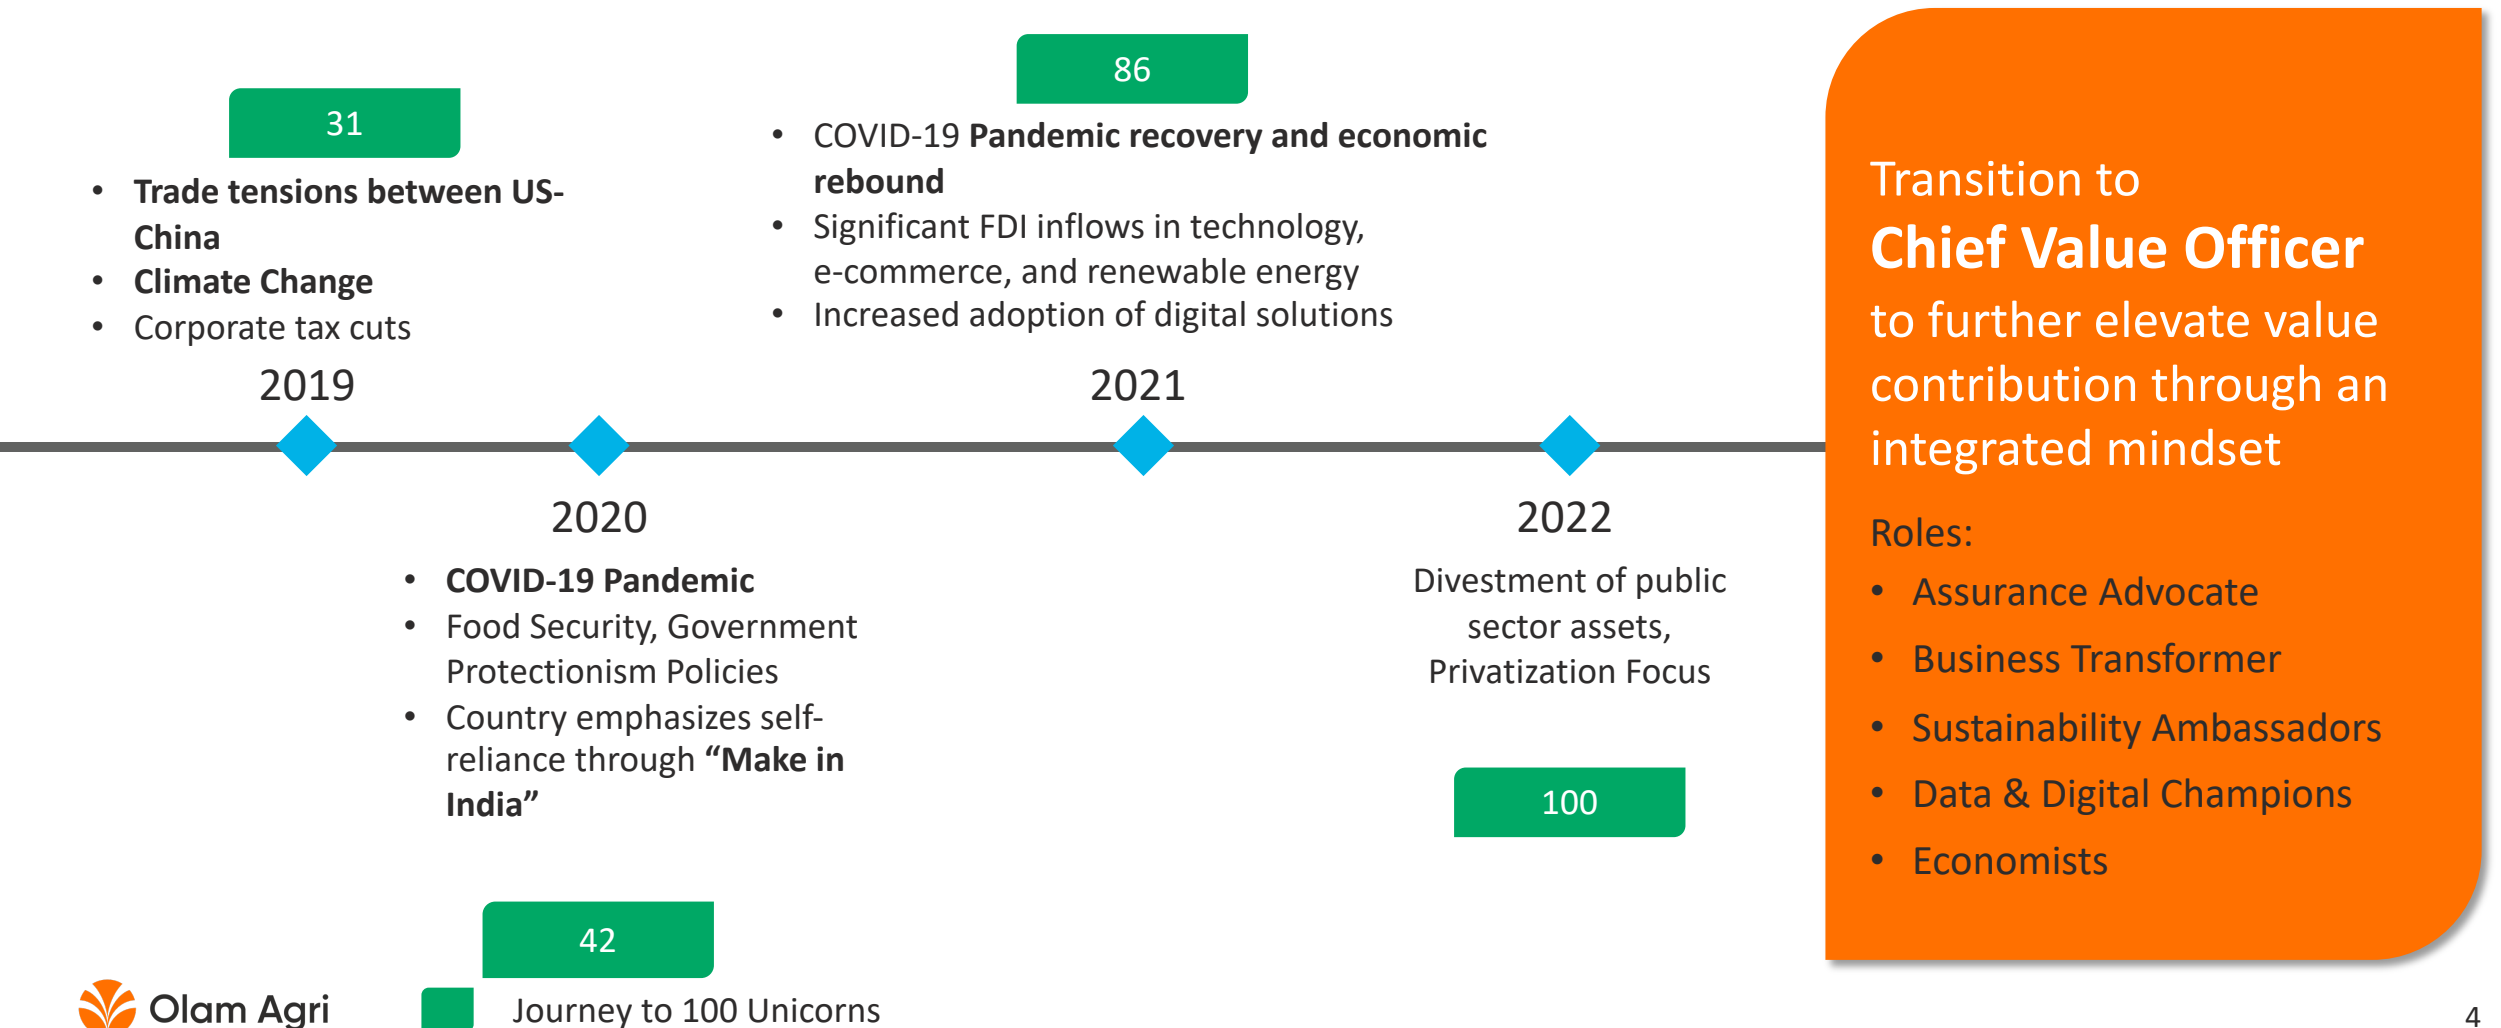 31
• Trade tensions between US-
China
• Climate Change
• Corporate tax cuts
2019
86
• COVID-19 Pandemic recovery and economic
rebound
• Significant FDI inflows in technology,
e-commerce, and renewable energy
• Increased adoption of digital solutions
2021
2020
• COVID-19 Pandemic
• Food Security, Government
Protectionism Policies
• Country emphasizes self-
reliance through “Make in
India”
42
2022
Divestment of public
sector assets,
Privatization Focus
100
Transition to
Chief Value Officer
to further elevate value
contribution through an
integrated mindset
Roles:
• Assurance Advocate
• Business Transformer
• Sustainability Ambassadors
• Data & Digital Champions
• Economists
Olam Agri
Journey to 100 Unicorns
4